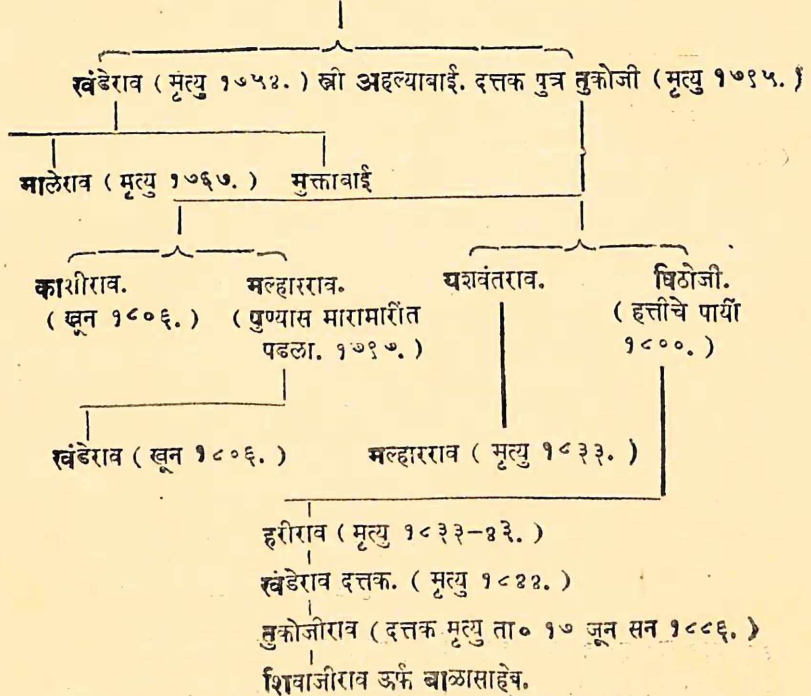 खंडेराव ( मृत्यु १७५४. ) स्त्री अहल्याबाई. दत्तक पुत्र तुकोजी ( मृत्यु १७९५. )
मालेराव ( मृत्यु १७६७. ) मुक्ताबाई
काशीराव. मल्हारराव. यशवंतराव. विठोजी.
( खून १८०६. ) ( पुण्यास मारामारींत ( हत्तीचे पायीं
पडला. १७९७. ) १८००. )
खंडेराव ( खून १८०६. ) मल्हारराव ( मृत्यु १८३३. )
हरीराव ( मृत्यु १८३३-४३. )
खंडेराव दत्तक. ( मृत्यु १८४४. )
तुकोजीराव ( दत्तक मृत्यु ता० १७ जून सन १८८६. )
शिवाजीराव ऊर्फ बाळासाहेब.